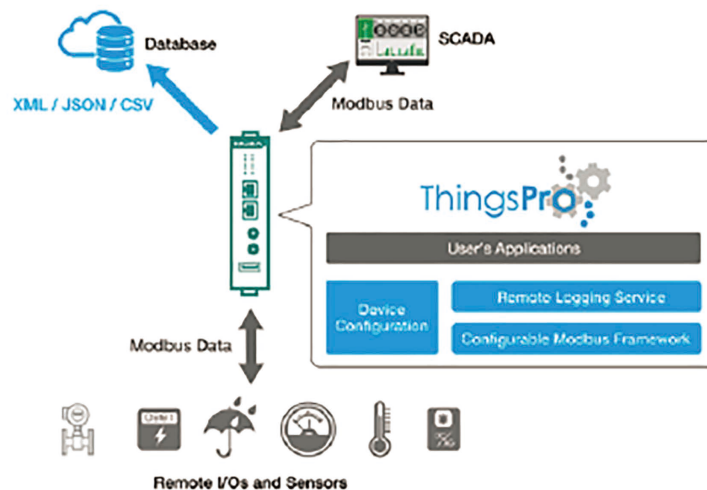 Database
SCADA
XML / JSON / CSV
Modbus Data
ThingsPro
User's Applications
Device
Configuration
Remote Logging Service
Configurable Modbus Framework
Modbus Data
Remote I/Os and Sensors